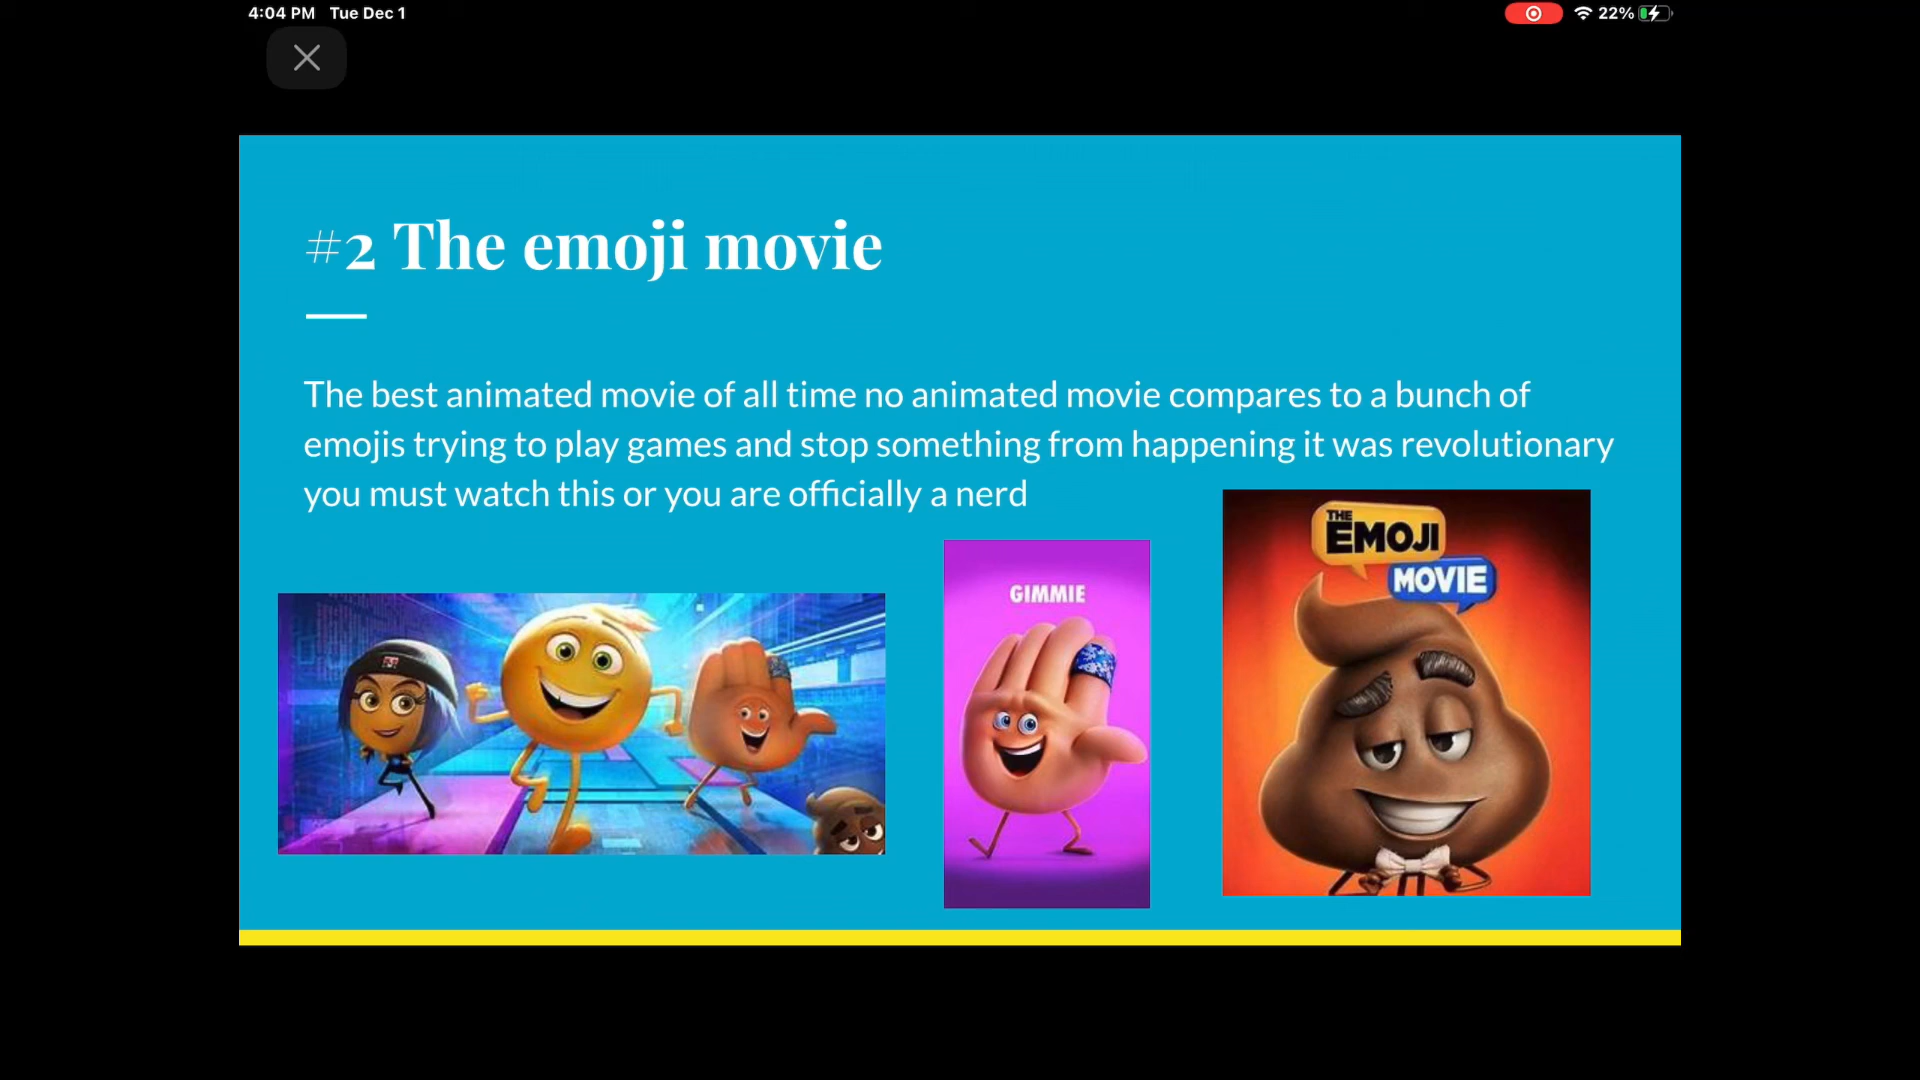 4:04 PM Tue Dec 1
22%
#2 The emoji movie
The best animated movie of all time no animated movie compares to a bunch of
emojis trying to play games and stop something from happening it was revolutionary
you must watch this or you are officially a nerd
GIMMIE
THE
EMOJI
MOVIE